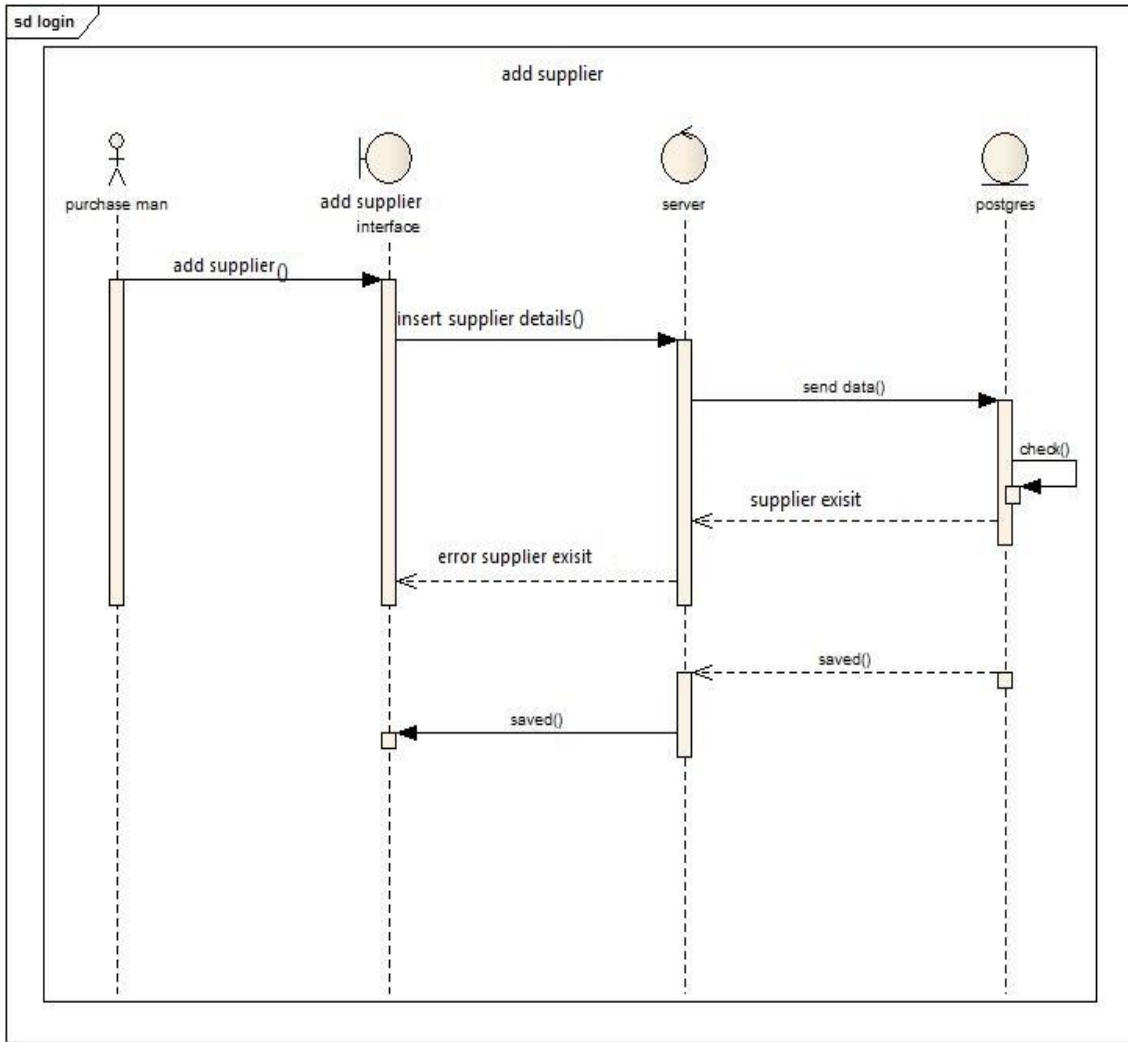 sd login
add supplier
purchase man
add supplier
interface
server
postgres
add supplier()
insert supplier details()
send data()
check()
supplier exisit
error supplier exisit
saved()
saved()